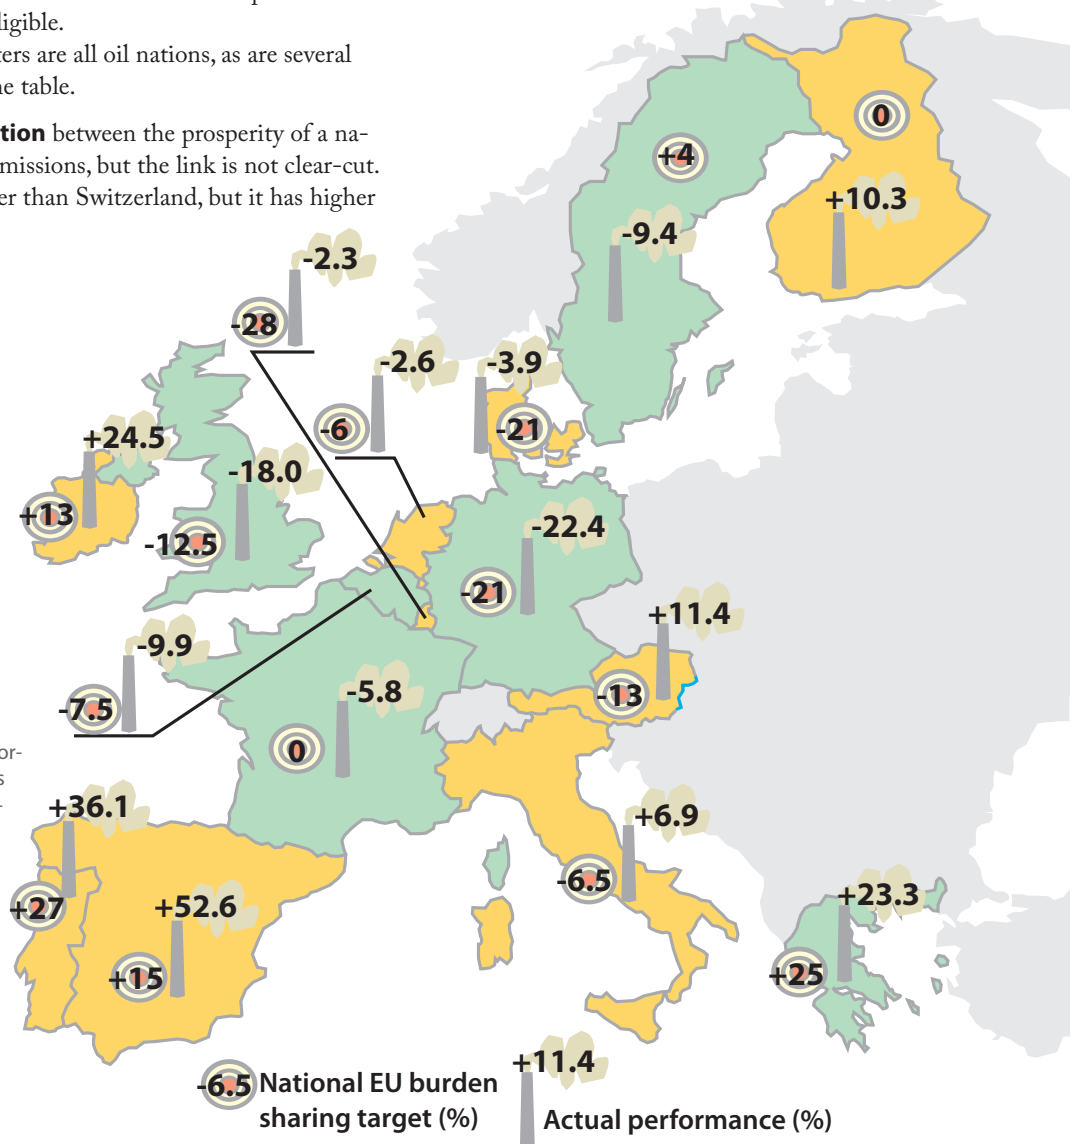 ligible.
ters are all oil nations, as are several
ne table.
tion between the prosperity of a na-
missions, but the link is not clear-cut.
er than Switzerland, but it has higher
0
+4
+10.3
-9.4
-2.3
-28
-2.6
-3.9
-6
-21
+24.5
-18.0
+13
-12.5
-22.4
-21
+11.4
-9.9
-5.8
-13
-7.5
0
or-
s
+36.1
+6.9
-6.5
+52.6
+27
+23.3
+15
+25
+11.4
-6.5 National EU burden
sharing target (%)
Actual performance (%)